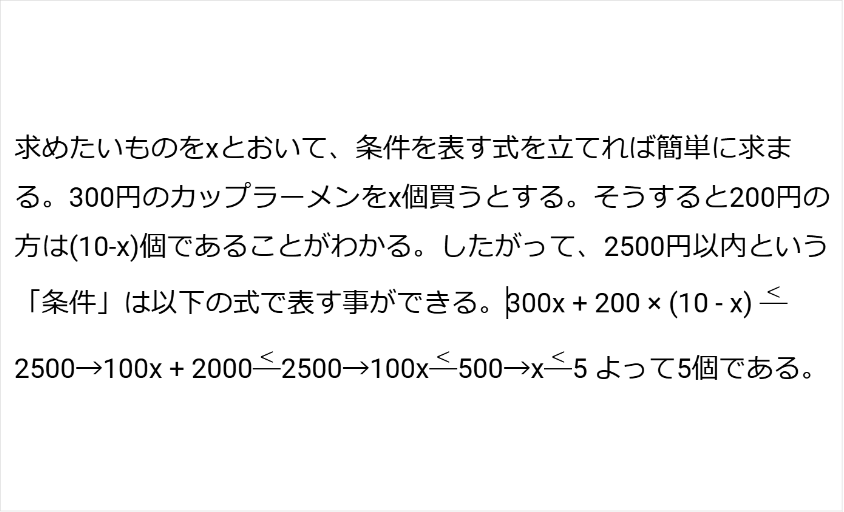 求めたいものをxとおいて、条件を表す式を立てれば簡単に求ま
る。300円のカップラーメンをx個買うとする。そうすると200円の
方は(10-x)個であることがわかる。したがって、2500円以内という
「条件」は以下の式で表す事ができる。300x + 200 × (10 - x) ≤
2500→100x + 2000≤2500→100x≤500→x≤5 よって5個である。